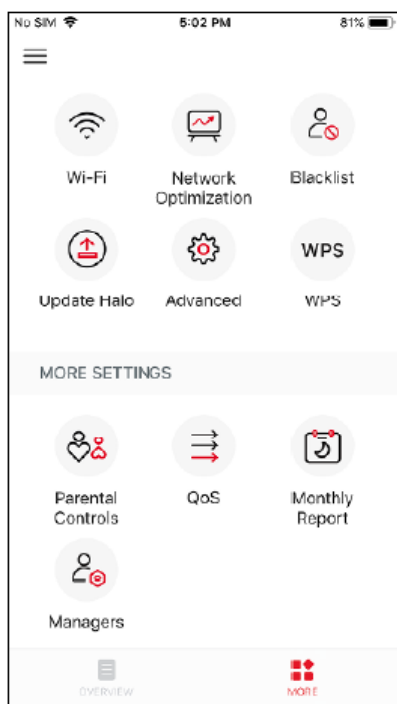 No SIM 5:02 PM 81%
Wi-Fi Network Optimization Blacklist
WPS
Update Halo Advanced WPS
MORE SETTINGS
Parental Controls QoS Monthly Report
Managers
OVERVIEW MORE